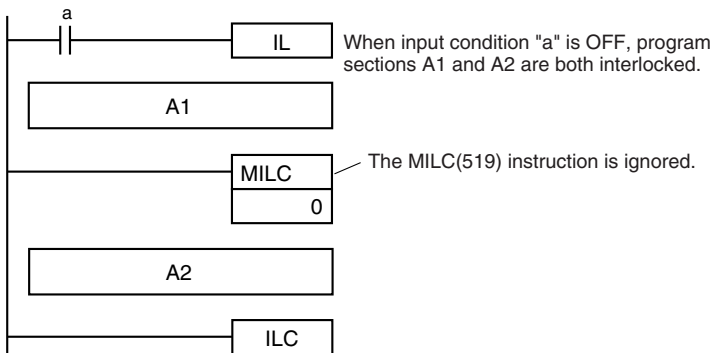 a
IL
When input condition "a" is OFF, program
sections A1 and A2 are both interlocked.
A1
MILC
The MILC(519) instruction is ignored.
0
A2
ILC